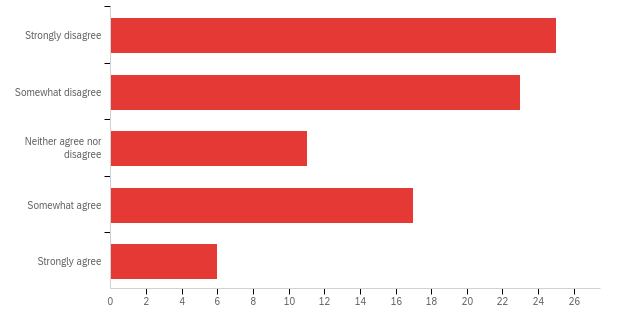 Strongly disagree
Somewhat disagree
Neither agree nor
disagree
Somewhat agree
Strongly agree
0 2 4 6 8 10 12 14 16 18 20 22 24 26